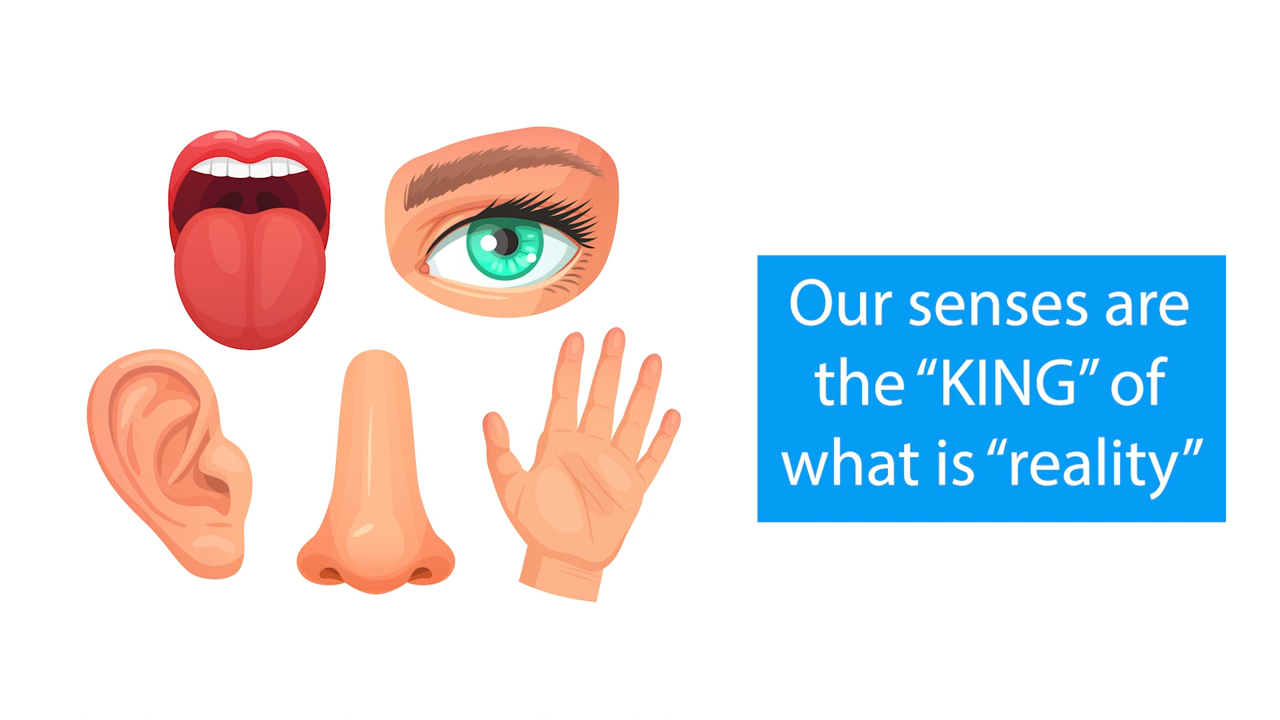 Our senses are
the “KING” of
what is “reality”